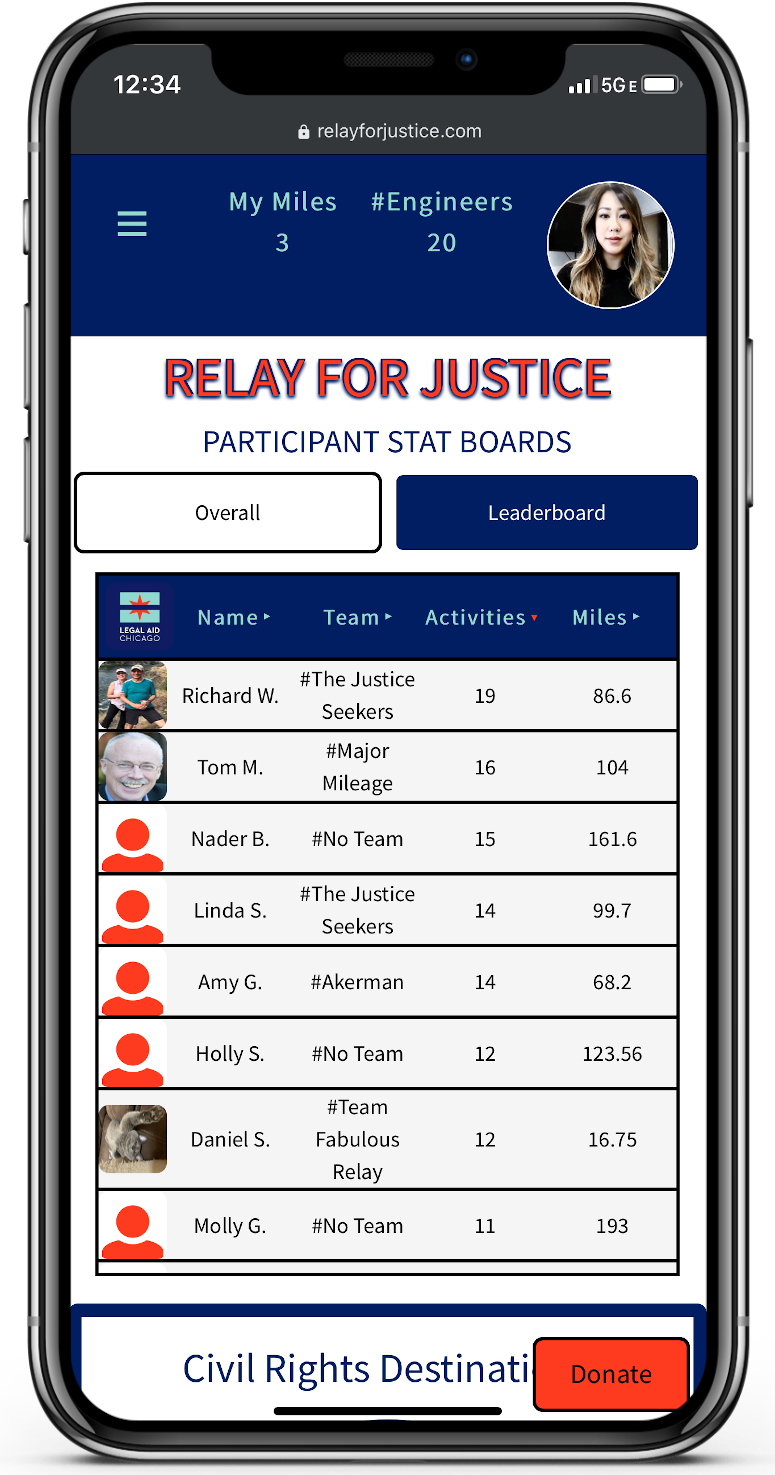 12:34
5GE
relayforjustice.com
My Miles #Engineers
3 20
RELAY FOR JUSTICE
PARTICIPANT STAT BOARDS
Overall Leaderboard
LEGAL AID
CHICAGO
Name ▸ Team ▸ Activities ▾ Miles ▸
#The Justice
Richard W. 19 86.6
Seekers
#Major
Tom M. 16 104
Mileage
Nader B. #No Team 15 161.6
#The Justice
Linda S. 14 99.7
Seekers
Amy G. #Akerman 14 68.2
Holly S. #No Team 12 123.56
#Team
Daniel S. Fabulous 12 16.75
Relay
Molly G. #No Team 11 193
Civil Rights Destinati
Donate